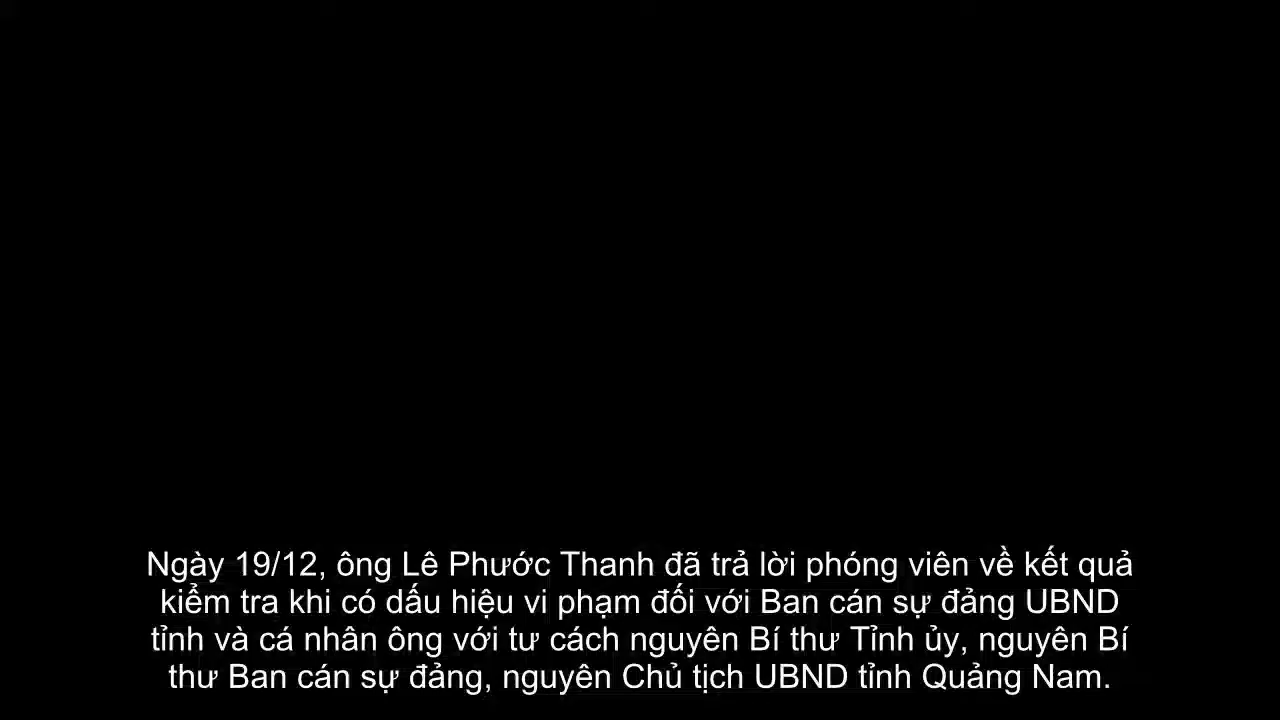 Ngày 19/12, ông Lê Phước Thanh đã trả lời phóng viên về kết quả
kiểm tra khi có dấu hiệu vi phạm đối với Ban cán sự đảng UBND
tỉnh và cá nhân ông với tư cách nguyên Bí thư Tỉnh ủy, nguyên Bí
thư Ban cán sự đảng, nguyên Chủ tịch UBND tỉnh Quảng Nam.